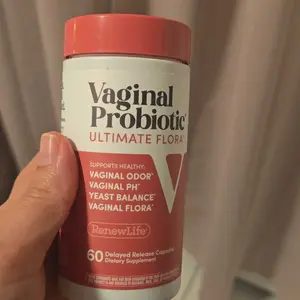 Vaginal
Probiotic*
ULTIMATE FLORA
SUPPORTS HEALTHY:
VAGINAL ODOR*
VAGINAL PH*
YEAST BALANCE*
VAGINAL FLORA*
V
RenewLife
60 Delayed Release Capsules
Dietary Supplement